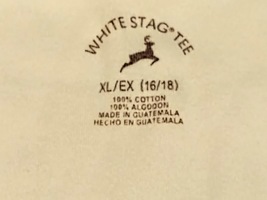 WHITE STAG® TEE
XL/EX (16/18)
100% COTTON
100% ALGODON
MADE IN GUATEMALA
HECHO EN GUATEMALA